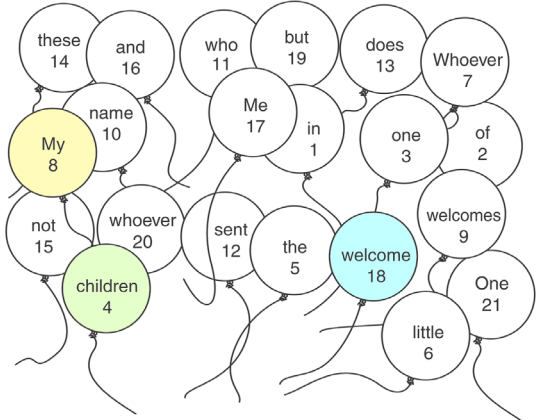 these
14
and
16
who
11
but
19
does
13
Whoever
7
name
10
Me
17
in
1
one
3
of
2
My
8
not
15
whoever
20
sent
12
the
5
welcome
18
welcomes
9
children
4
One
21
little
6